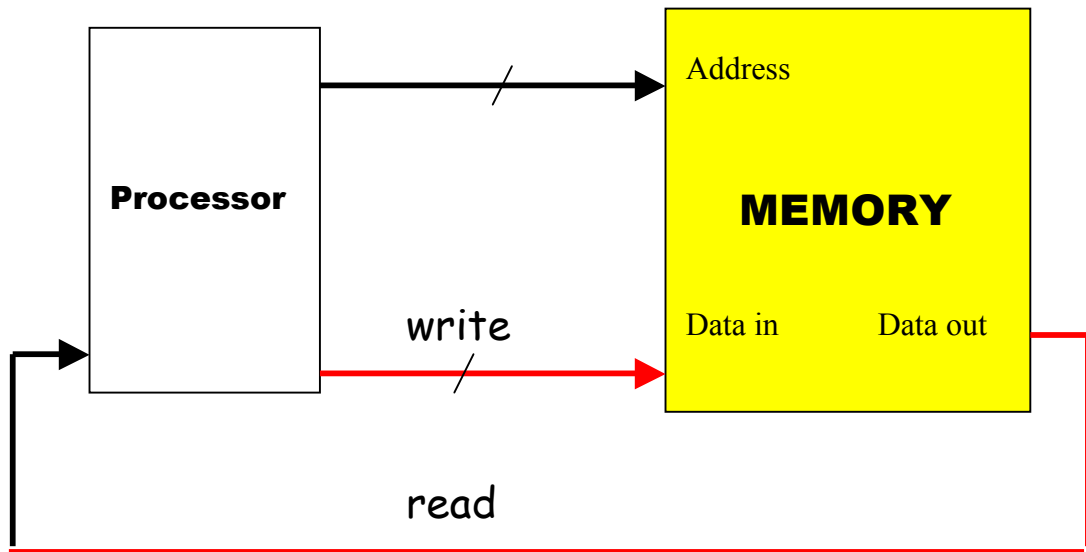 Address
Processor
MEMORY
write
Data in
Data out
read